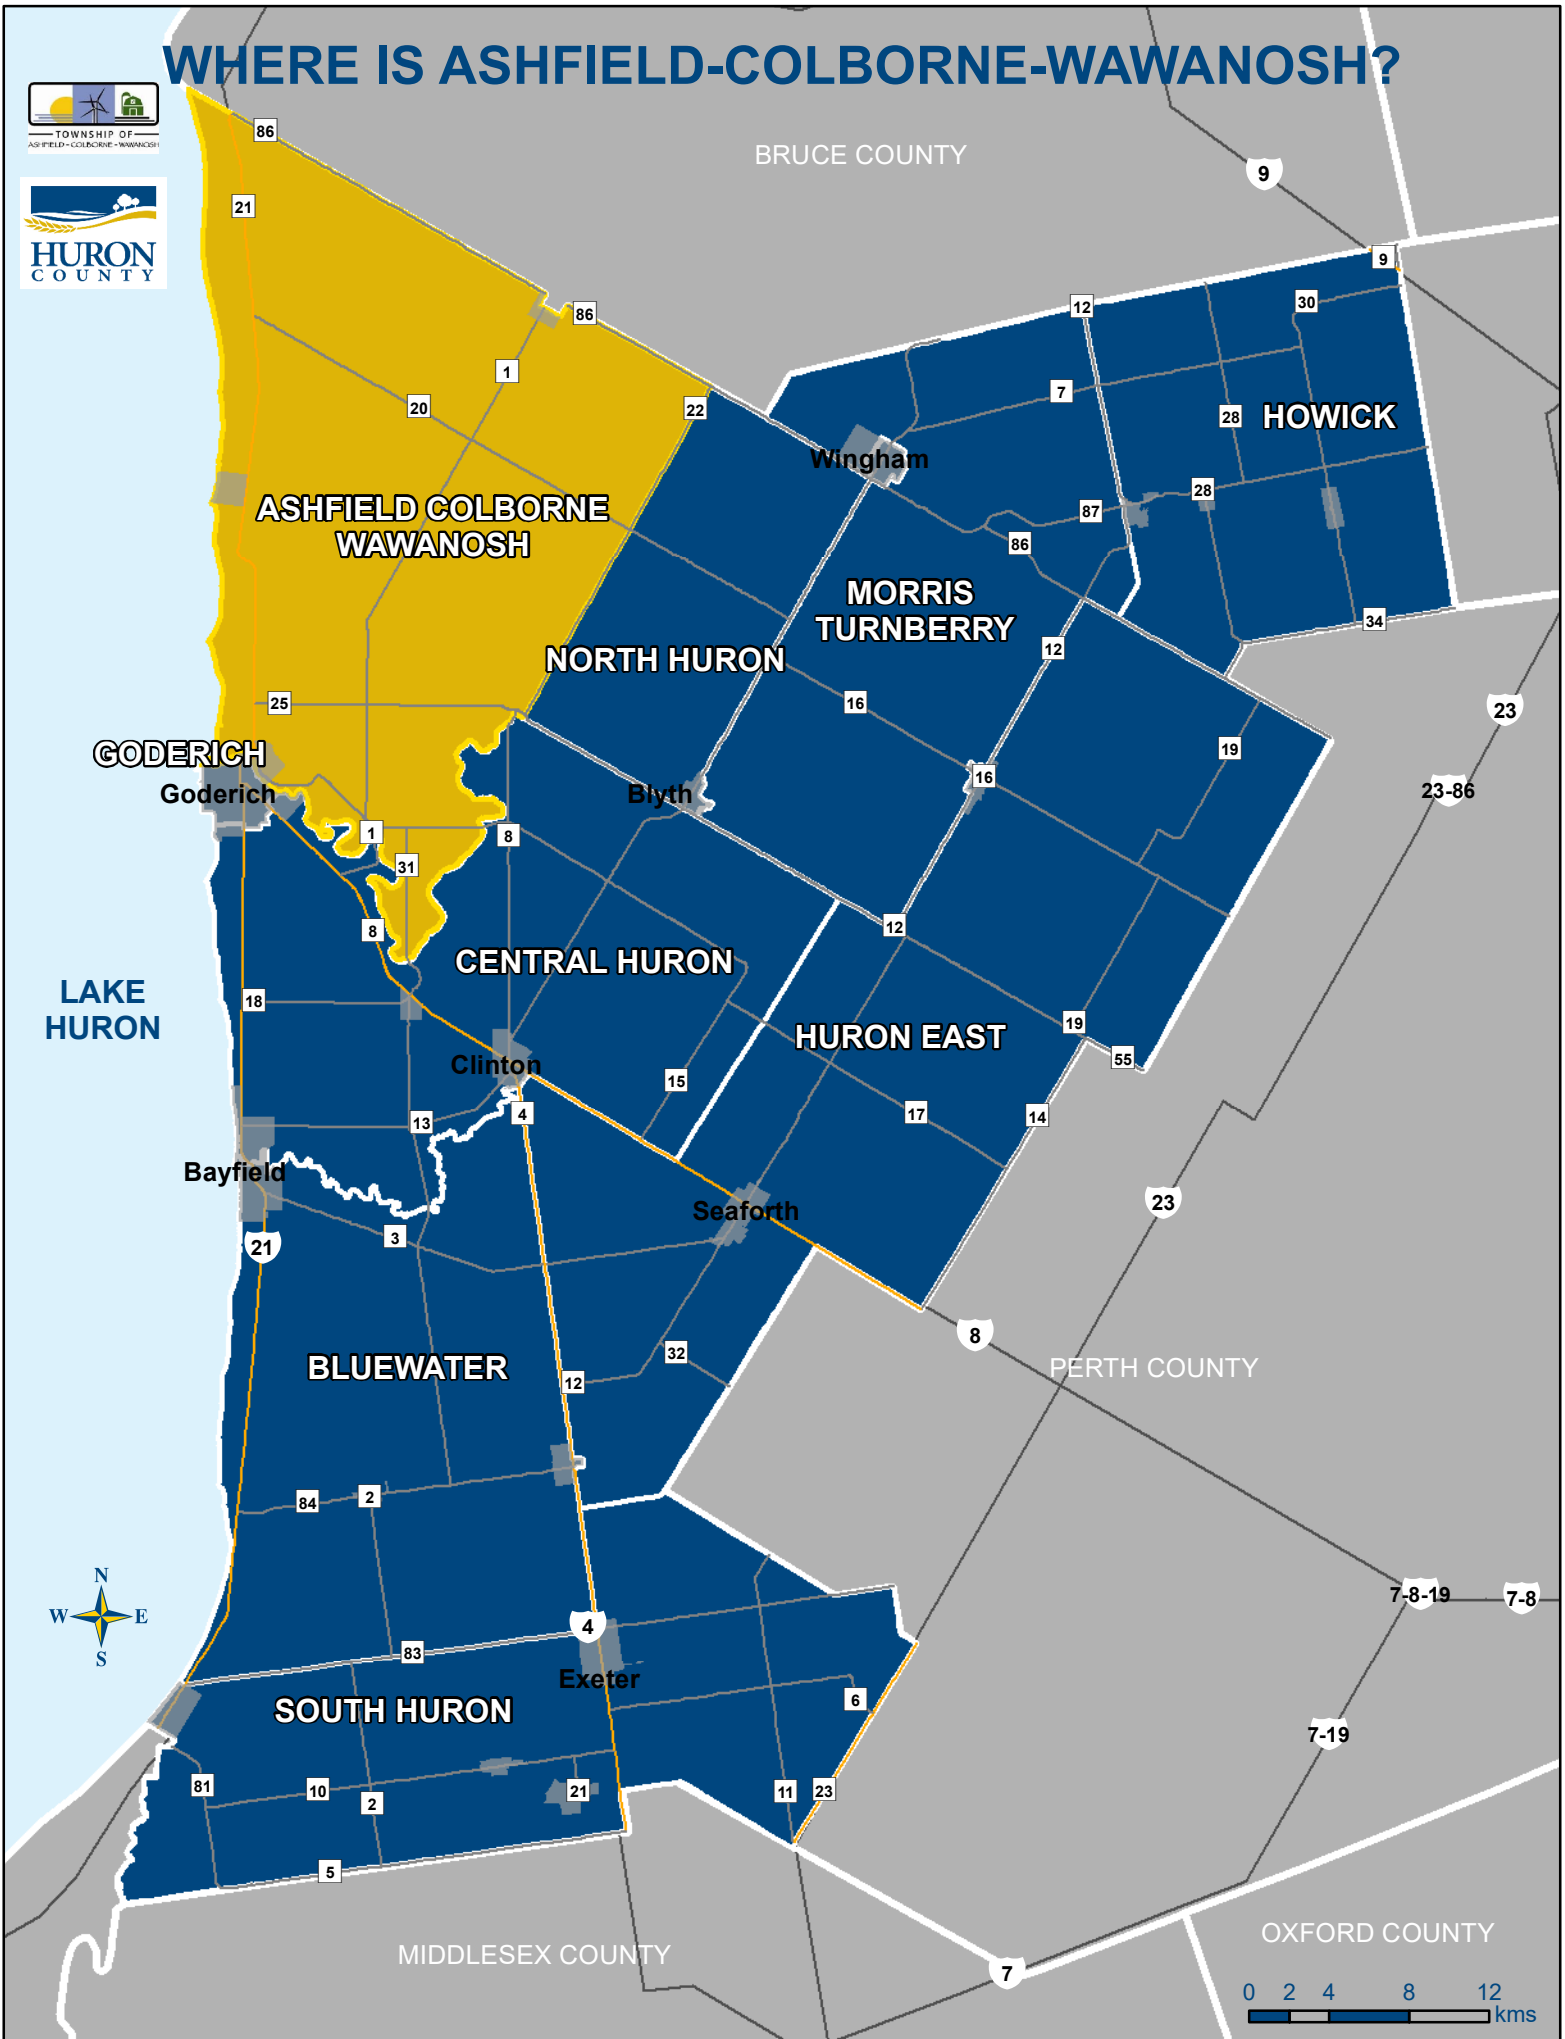 WHERE IS ASHFIELD-COLBORNE-WAWANOSH?
TOWNSHIP OF
ASHFIELD - COLBORNE - WAWANOSH
HURON
COUNTY
BRUCE COUNTY
86
9
21
9
30
12
86
1
7
20
22
28
HOWICK
Wingham
28
ASHFIELD COLBORNE
WAWANOSH
87
86
MORRIS
TURNBERRY
34
12
NORTH HURON
25
16
23
19
GODERICH
Goderich
Blyth
16
23-86
1
8
31
8
12
CENTRAL HURON
LAKE
HURON
18
19
HURON EAST
55
Clinton
15
4
17
14
13
Bayfield
Seaforth
23
3
21
8
32
PERTH COUNTY
BLUEWATER
12
84
2
N
W
E
S
7-8-19
7-8
4
83
Exeter
6
SOUTH HURON
7-19
81
10
2
21
11
23
5
MIDDLESEX COUNTY
OXFORD COUNTY
7
0 2 4 8 12
kms